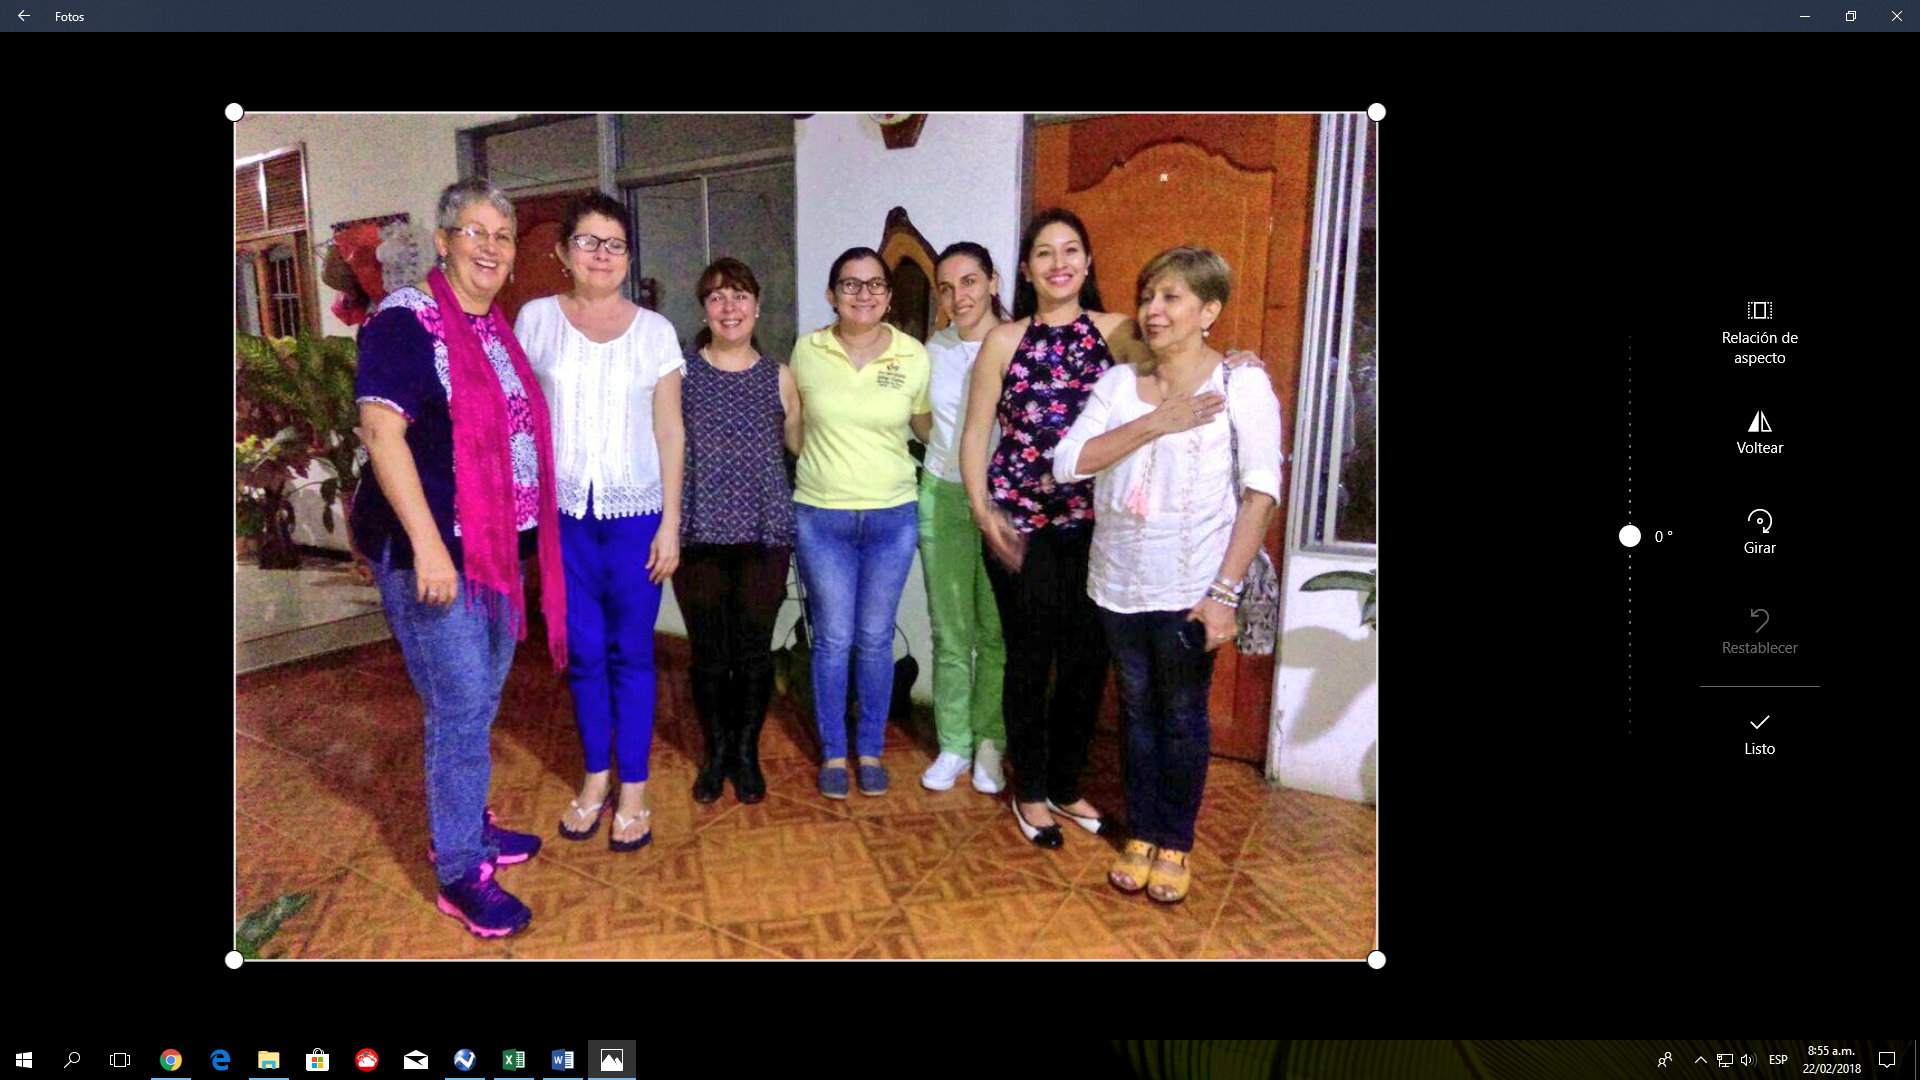 Fotos
Relación de
aspecto
Voltear
0 °
Girar
Restablecer
Listo
ESP
8:55 a.m.
22/02/2018